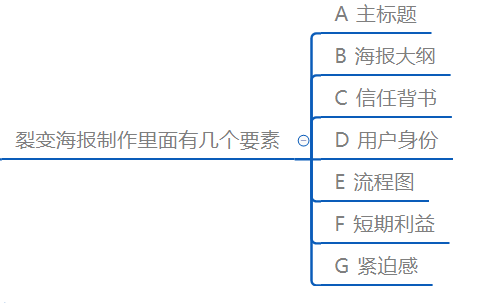 A 主标题
B 海报大纲
C 信任背书
裂变海报制作里面有几个要素
D 用户身份
E 流程图
F 短期利益
G 紧迫感